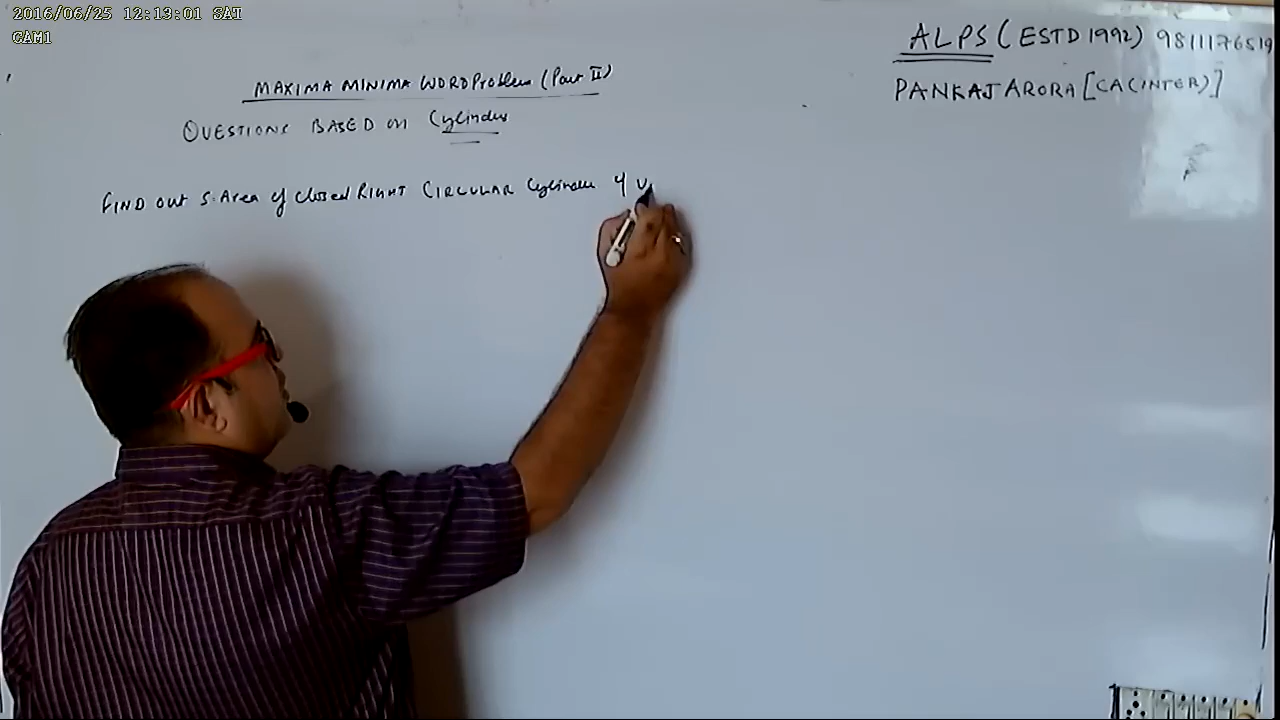 2016/06/25 12:13:01 SAT
CAM1
ALPS (ESTD 1992) 9811176519
PANKAJ ARORA [CA(INTER)]
MAXIMA MINIMA WORD Problem (Part II)
QUESTIONS BASED ON Cylinder
FIND OUT S.Area of closed RIGHT CIRCULAR Cylinder of